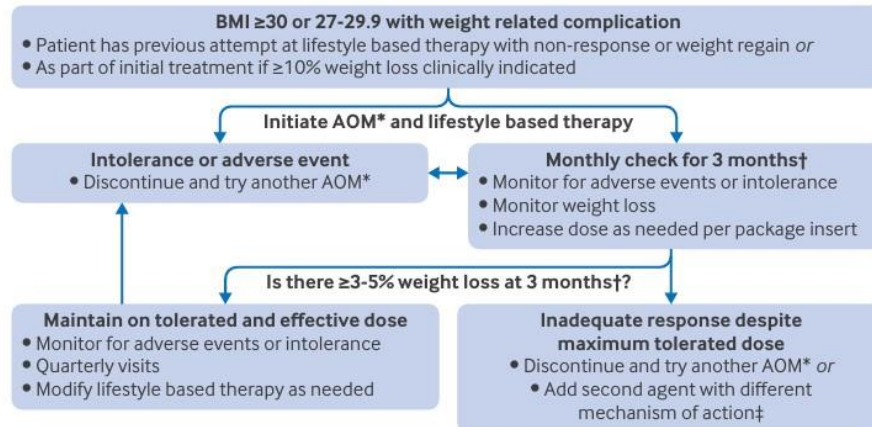 BMI ≥30 or 27-29.9 with weight related complication
• Patient has previous attempt at lifestyle based therapy with non-response or weight regain or
• As part of initial treatment if ≥10% weight loss clinically indicated
Initiate AOM* and lifestyle based therapy
Intolerance or adverse event
• Discontinue and try another AOM*
Monthly check for 3 months†
• Monitor for adverse events or intolerance
• Monitor weight loss
• Increase dose as needed per package insert
Is there ≥3-5% weight loss at 3 months†?
Maintain on tolerated and effective dose
• Monitor for adverse events or intolerance
• Quarterly visits
• Modify lifestyle based therapy as needed
Inadequate response despite
maximum tolerated dose
• Discontinue and try another AOM* or
• Add second agent with different
mechanism of action‡